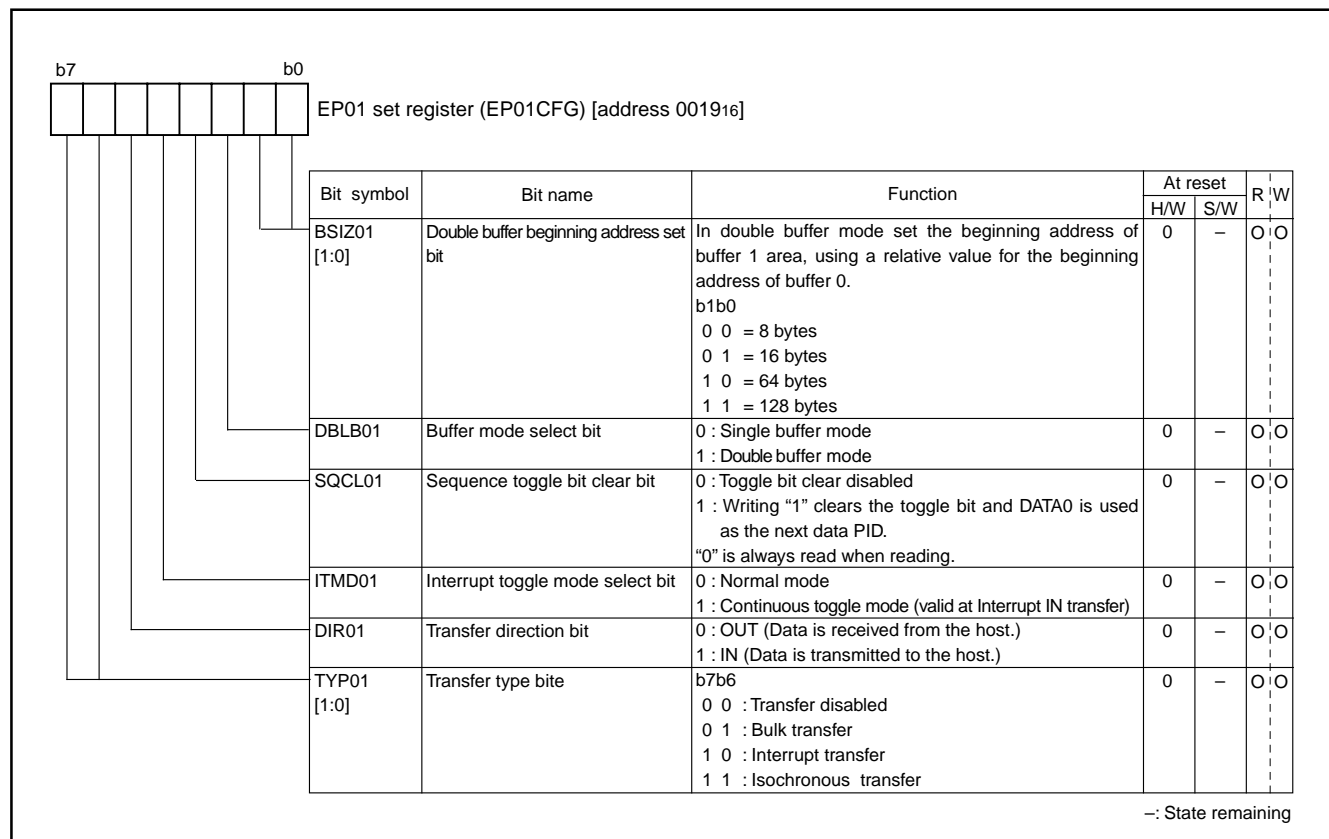 b7 b0
EP01 set register (EP01CFG) [address 001916]
Bit symbol Bit name Function At reset R W
H/W S/W
BSIZ01 Double buffer beginning address set In double buffer mode set the beginning address of 0 – O O
[1:0] bit buffer 1 area, using a relative value for the beginning
address of buffer 0.
b1b0
0 0 = 8 bytes
0 1 = 16 bytes
1 0 = 64 bytes
1 1 = 128 bytes
DBLB01 Buffer mode select bit 0 : Single buffer mode 0 – O O
1 : Double buffer mode
SQCL01 Sequence toggle bit clear bit 0 : Toggle bit clear disabled 0 – O O
1 : Writing “1” clears the toggle bit and DATA0 is used
as the next data PID.
“0” is always read when reading.
ITMD01 Interrupt toggle mode select bit 0 : Normal mode 0 – O O
1 : Continuous toggle mode (valid at Interrupt IN transfer)
DIR01 Transfer direction bit 0 : OUT (Data is received from the host.) 0 – O O
1 : IN (Data is transmitted to the host.)
TYP01 Transfer type bite b7b6 0 – O O
[1:0] 0 0 : Transfer disabled
0 1 : Bulk transfer
1 0 : Interrupt transfer
1 1 : Isochronous transfer
–: State remaining